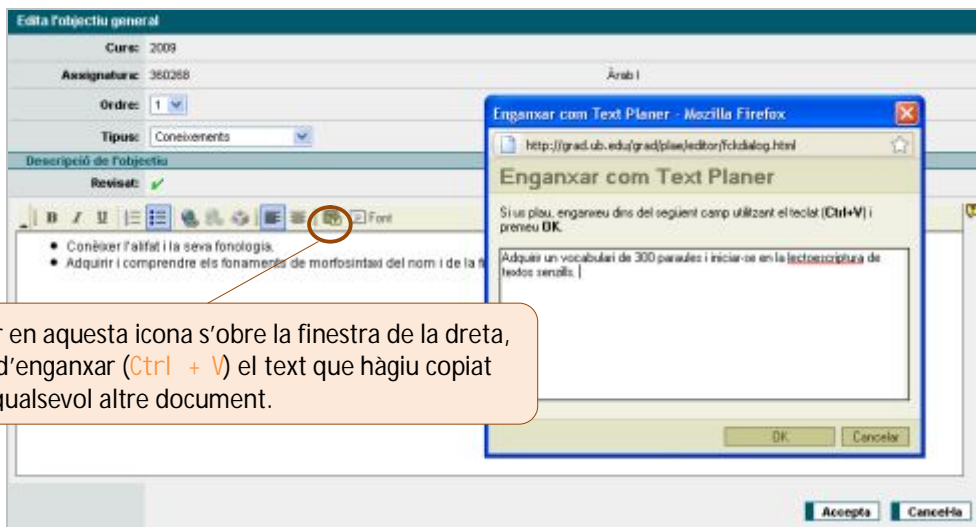 Edita l'objectiu general
Curs: 2009
Assignatura: 360268 Àrab I
Ordre: 1
Tipus: Coneixements
Descripció de l'objectiu
Revisat:
B I U Font
Conèixer l'alifat i la seva fonologia.
Adquirir i comprendre els fonaments de morfosintaxi del nom i de la f
r en aquesta icona s'obre la finestra de la dreta,
d'enganxar (Ctrl + V) el text que hàgiu copiat
qualsevol altre document.
Enganxar com Text Planer - Mozilla Firefox
http://grad.ub.edu/grad/plae/editor/fckdialog.html
Enganxar com Text Planer
Si us plau, enganxeu dins del següent camp utilitzant el teclat (Ctrl+V) i
premeu OK.
Adquirir un vocabulari de 300 paraules i iniciar-se en la lectoescriptura de
textos senzills.
OK Cancelar
Accepta Cancel·la